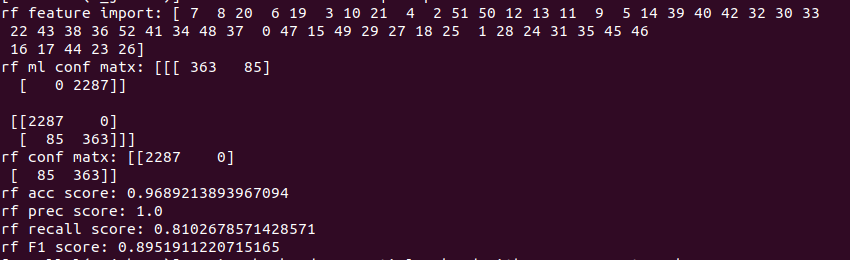 rf feature import: [ 7  8 20  6 19  3 10 21  4  2 51 50 12 13 11  9  5 14 39 40 42 32 30 33
 22 43 38 36 52 41 34 48 37  0 47 15 49 29 27 18 25  1 28 24 31 35 45 46
 16 17 44 23 26]
rf ml conf matx: [[[ 363   85]
  [   0 2287]]

 [[2287    0]
  [  85  363]]]
rf conf matx: [[2287    0]
 [  85  363]]
rf acc score: 0.9689213893967094
rf prec score: 1.0
rf recall score: 0.8102678571428571
rf F1 score: 0.8951911220715165